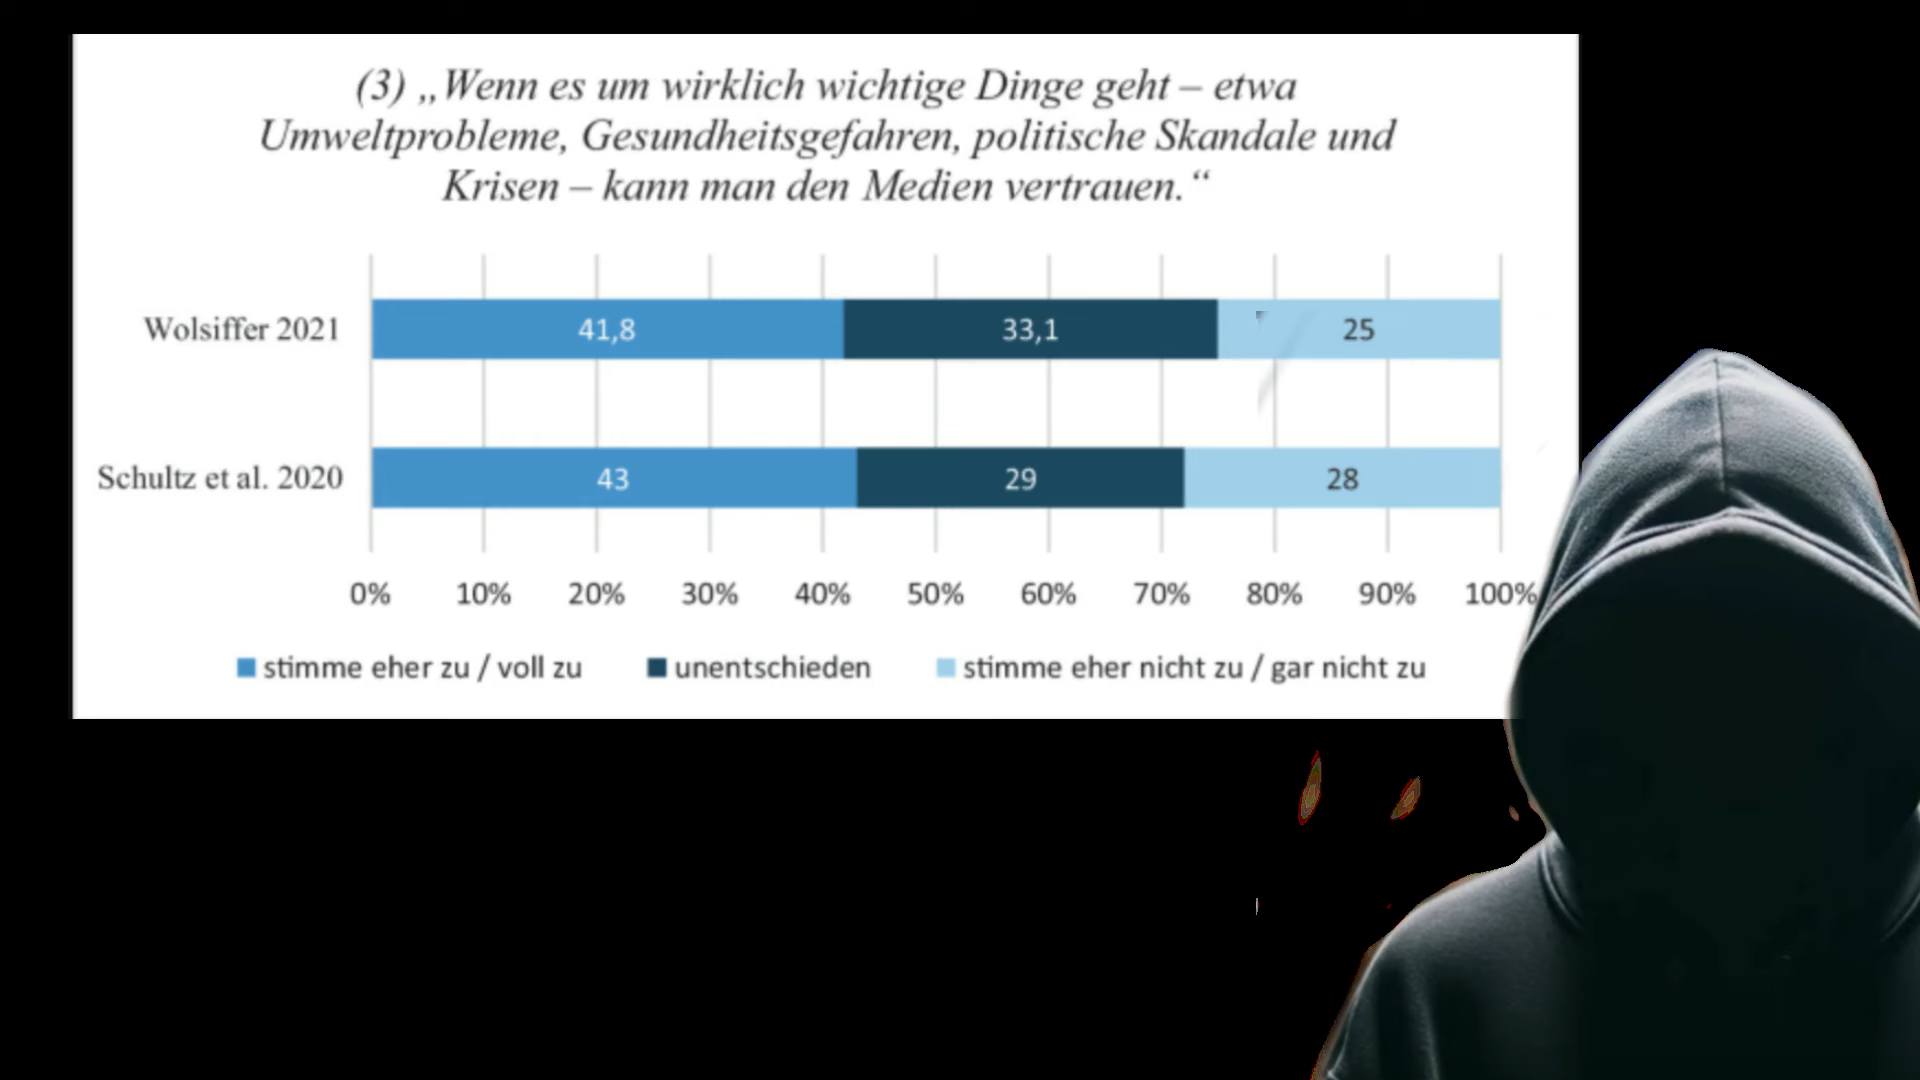 (3) „Wenn es um wirklich wichtige Dinge geht – etwa
Umweltprobleme, Gesundheitsgefahren, politische Skandale und
Krisen – kann man den Medien vertrauen.“
Wolsiffer 2021
41,8
33,1
25
Schultz et al. 2020
43
29
28
0%
10%
20%
30%
40%
50%
60%
70%
80%
90%
100%
stimme eher zu / voll zu
unentschieden
stimme eher nicht zu / gar nicht zu